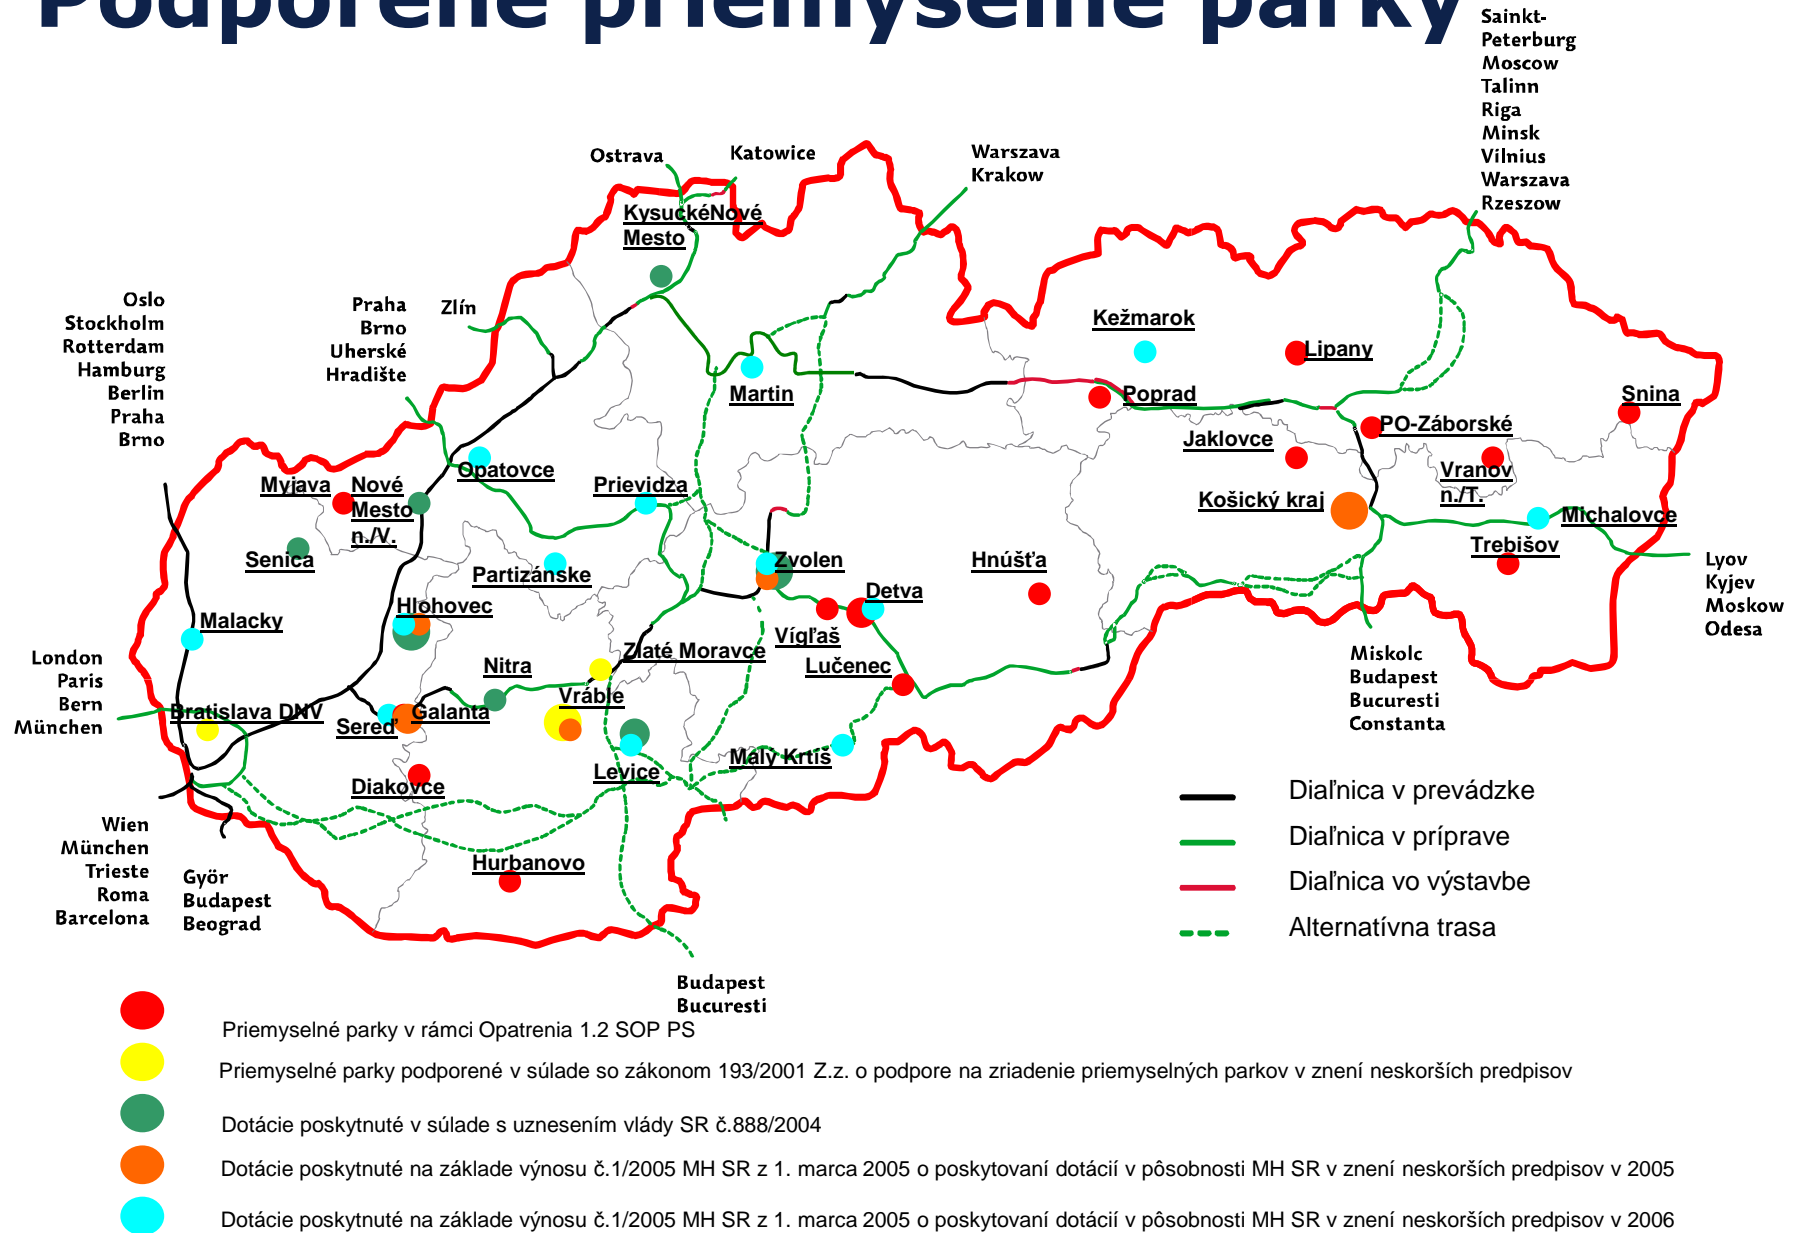 Podporené priemyselné parky
Sainkt-
Peterburg
Moscow
Talinn
Riga
Minsk
Vilnius
Warszava
Rzeszow
Ostrava
Katowice
Warszava
Krakow
KysuckéNové
Mesto
Oslo
Stockholm
Rotterdam
Hamburg
Berlin
Praha
Brno
Praha
Brno
Uherské
Hradište
Zlín
Kežmarok
Lipany
Martin
Poprad
Snina
PO-Záborské
Jaklovce
Opatovce
Prievidza
Vranov
n./T.
Myjava
Nové
Mesto
n./V.
Košický kraj
Michalovce
Senica
Partizánske
Zvolen
Hnúšťa
Trebišov
Detva
Lyov
Kyjev
Moskow
Odesa
Hlohovec
Malacky
Vígľaš
Zlaté Moravce
Nitra
Lučenec
London
Paris
Bern
München
Miskolc
Budapest
Bucuresti
Constanta
Vráble
Bratislava DNV
Sereď
Galanta
Malý Krtíš
Levice
Diakovce
Diaľnica v prevádzke
Diaľnica v príprave
Diaľnica vo výstavbe
Alternatívna trasa
Wien
München
Trieste
Roma
Barcelona
Györ
Budapest
Beograd
Hurbanovo
Budapest
Bucuresti
Priemyselné parky v rámci Opatrenia 1.2 SOP PS
Priemyselné parky podporené v súlade so zákonom 193/2001 Z.z. o podpore na zriadenie priemyselných parkov v znení neskorších predpisov
Dotácie poskytnuté v súlade s uznesením vlády SR č.888/2004
Dotácie poskytnuté na základe výnosu č.1/2005 MH SR z 1. marca 2005 o poskytovaní dotácií v pôsobnosti MH SR v znení neskorších predpisov v 2005
Dotácie poskytnuté na základe výnosu č.1/2005 MH SR z 1. marca 2005 o poskytovaní dotácií v pôsobnosti MH SR v znení neskorších predpisov v 2006